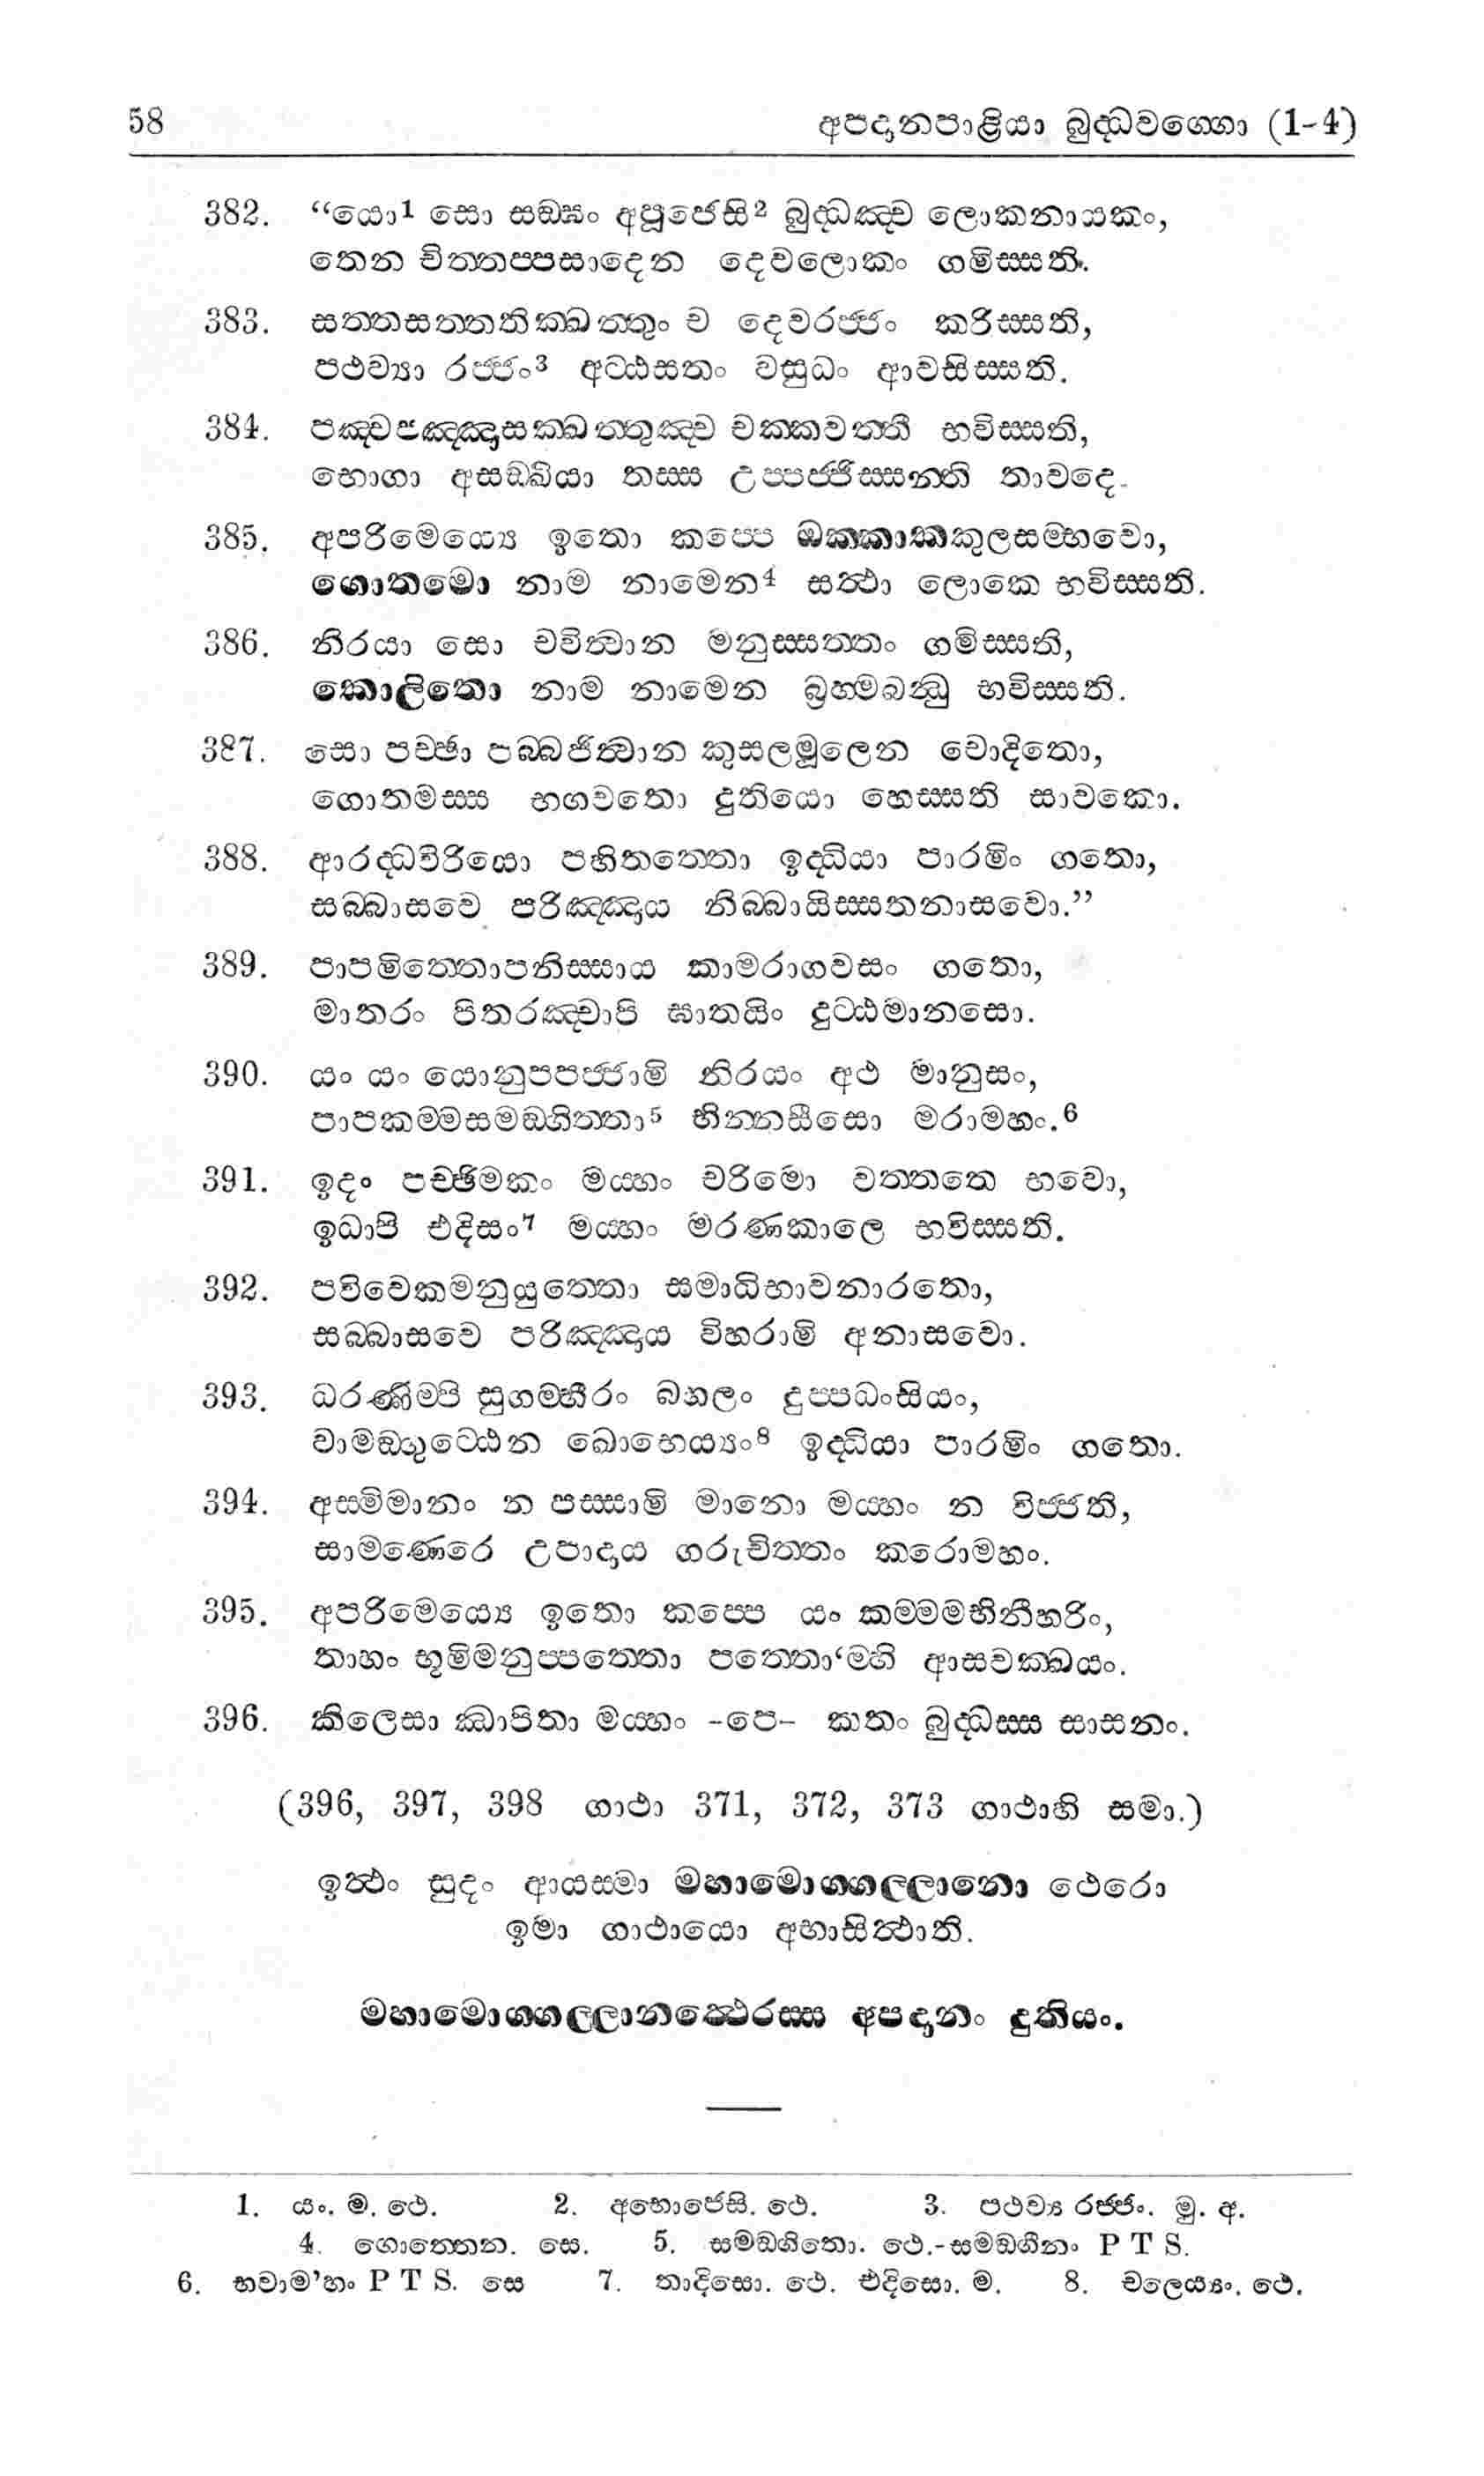 58 අපදානපාළියා බුද්ධවග්ගො (1-4)
382. “යො1 සො සඞ්ඝං අපූජෙසි2 බුද්ධඤ්ච ලොකනායකං,
තෙන චිත්තප්පසාදෙන දෙවලොකං ගමිස්සති.
383. සත්තසත්තතික්ඛත්තුං ච දෙවරජ්ජං කරිස්සති,
පථව්‍යා රජ්ජං3 අට්ඨසතං වසුධං ආවසිස්සති.
384. පඤ්චපඤ්ඤාසක්ඛත්තුඤ්ච චක්කවත්තී භවිස්සති,
භොගා අසඞ්ඛියා තස්ස උප්පජ්ජිස්සන්ති තාවදෙ.
385. අපරිමෙය්‍යෙ ඉතො කප්පෙ ඔක්කාකකුලසම්භවො,
ගොතමො නාම නාමෙන4 සත්ථා ලොකෙ භවිස්සති.
386. නිරයා සො චවිත්වාන මනුස්සත්තං ගමිස්සති,
කොලිතො නාම නාමෙන බ්‍රහ්මබන්ධු භවිස්සති.
387. සො පච්ඡා පබ්බජිත්වාන කුසලමූලෙන චොදිතො,
ගොතමස්ස භගවතො දුතියො හෙස්සති සාවකො.
388. ආරද්ධවිරියො පහිතත්තො ඉද්ධියා පාරමිං ගතො,
සබ්බාසවෙ පරිඤ්ඤාය නිබ්බායිස්සතනාසවො.”
389. පාපමිත්තොපනිස්සාය කාමරාගවසං ගතො,
මාතරං පිතරඤ්චාපි ඝාතයිං දුට්ඨමානසො.
390. යං යං යොනුපපජ්ජාමි නිරයං අථ මානුසං,
පාපකම්මසමඞ්ගිත්තා5 භින්නසීසො මරාමහං.6
391. ඉදං පච්ඡිමකං මය්හං චරිමො වත්තතෙ භවො,
ඉධාපි එදිසං7 මය්හං මරණකාලෙ භවිස්සති.
392. පවිවෙකමනුයුත්තො සමාධිභාවනාරතො,
සබ්බාසවෙ පරිඤ්ඤාය විහරාමි අනාසවො.
393. ධරණිම්පි සුගම්භීරං බහලං දුප්පධංසියං,
වාමඞ්ගුට්ඨෙන ඛොභෙය්‍යං8 ඉද්ධියා පාරමිං ගතො.
394. අස්මිමානං න පස්සාමි මානො මය්හං න විජ්ජති,
සාමණෙරෙ උපාදාය ගරුචිත්තං කරොමහං.
395. අපරිමෙය්‍යෙ ඉතො කප්පෙ යං කම්මමභිනීහරිං,
තාහං භූමිමනුප්පත්තො පත්තො‘ම්හි ආසවක්ඛයං.
396. කිලෙසා ඣාපිතා මය්හං -පෙ- කතං බුද්ධස්ස සාසනං.
(396, 397, 398 ගාථා 371, 372, 373 ගාථාහි සමා.)
ඉත්ථං සුදං ආයස්මා මහාමොග්ගල්ලානො ථෙරො
ඉමා ගාථායො අභාසිත්ථාති.
මහාමොග්ගල්ලානත්ථෙරස්ස අපදානං දුතියං.
1. යං. ම. ථෙ. 2. අභොජෙසි. ථෙ. 3. පථව්‍ය රජ්ජං. මු. අ.
4. ගොත්තෙන. සෙ. 5. සමඞ්ගිතො. ථෙ.-සමඞ්ගීනං P T S.
6. භවාම’හං P T S. සෙ 7. තාදිසො. ථෙ. එදිසො. ම. 8. චලෙය්‍යං. ථෙ.